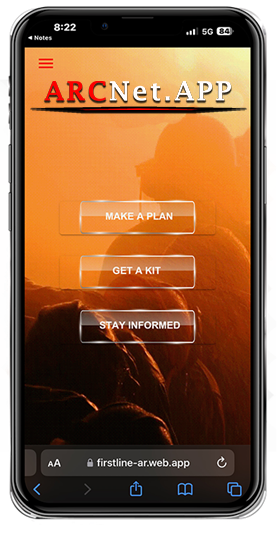 8:22
5G 84
◀ Notes
ARCNet.APP
MAKE A PLAN
GET A KIT
STAY INFORMED
AA firstline-ar.web.app